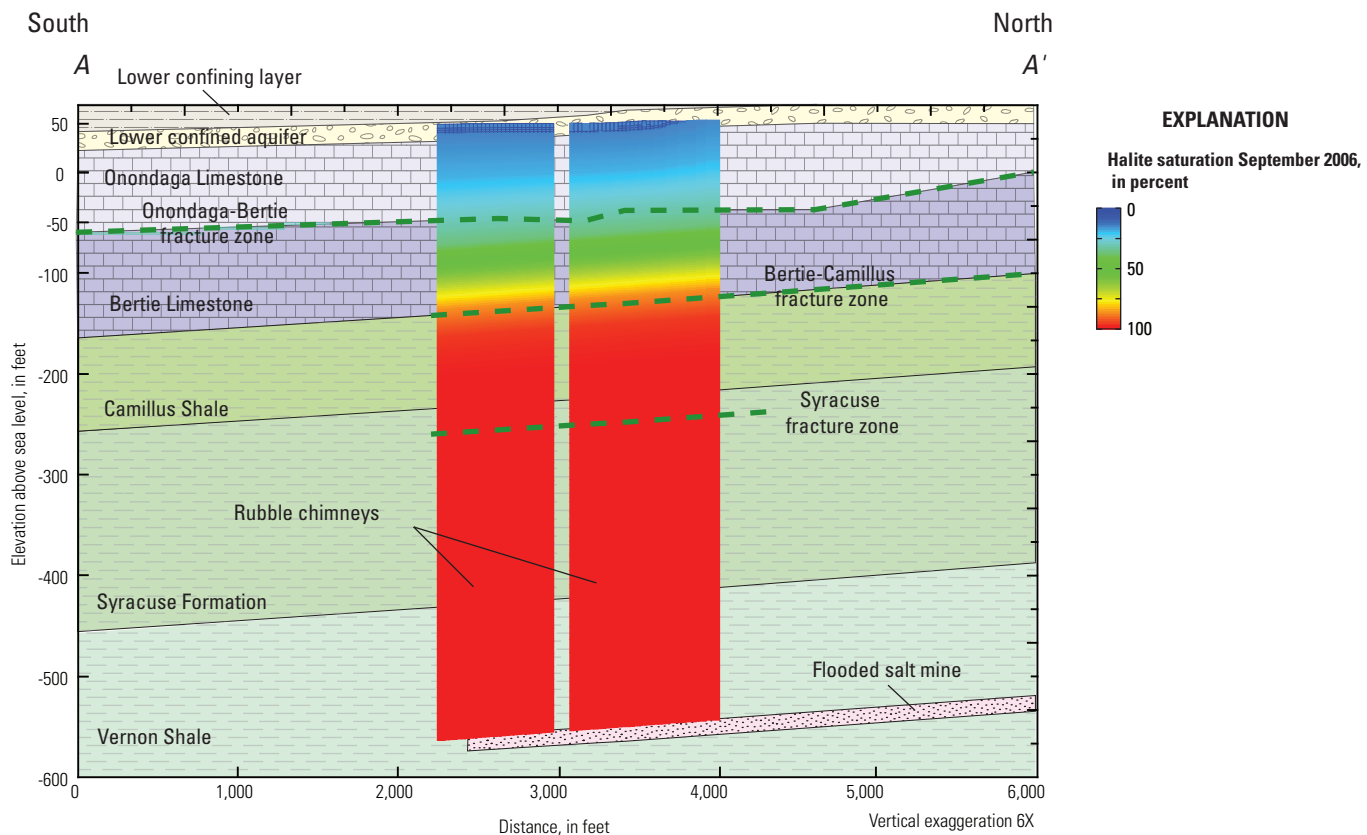 South
North
A
A'
Lower confining layer
Lower confined aquifer
Onondaga Limestone
Onondaga-Bertie
fracture zone
Bertie Limestone
Bertie-Camillus
fracture zone
Camillus Shale
Syracuse
fracture zone
Rubble chimneys
Syracuse Formation
Flooded salt mine
Vernon Shale
Elevation above sea level, in feet
50
0
-50
-100
-200
-300
-400
-500
-600
0
1,000
2,000
3,000
4,000
5,000
6,000
Distance, in feet
Vertical exaggeration 6X
EXPLANATION
Halite saturation September 2006,
in percent
0
50
100